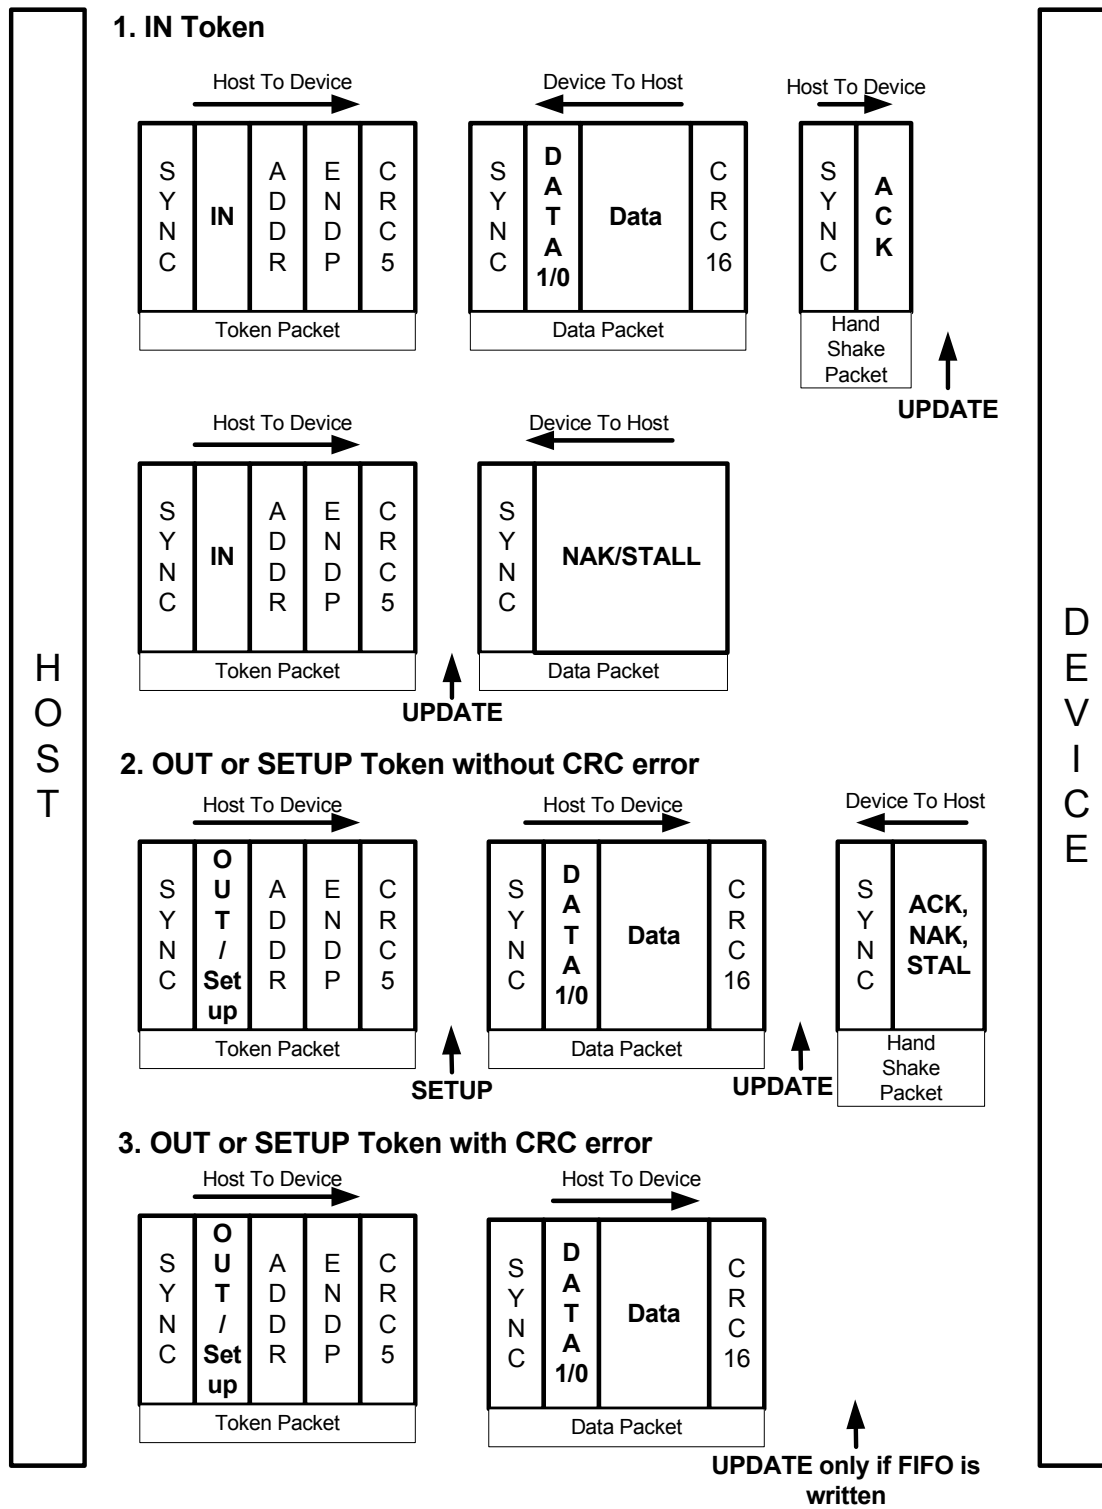 HOST
DEVICE
1. IN Token
Host To Device
Device To Host
Host To Device
SYNC
IN
ADDR
ENDP
CRC5
SYNC
DATA1/0
Data
CRC16
SYNC
ACK
Token Packet
Data Packet
Hand
Shake
Packet
UPDATE
Host To Device
Device To Host
SYNC
IN
ADDR
ENDP
CRC5
SYNC
NAK/STALL
Token Packet
Data Packet
UPDATE
2. OUT or SETUP Token without CRC error
Host To Device
Host To Device
Device To Host
SYNC
OUT/Setup
ADDR
ENDP
CRC5
SYNC
DATA1/0
Data
CRC16
SYNC
ACK,
NAK,
STAL
Token Packet
Data Packet
Hand
Shake
Packet
SETUP
UPDATE
3. OUT or SETUP Token with CRC error
Host To Device
Host To Device
SYNC
OUT/Setup
ADDR
ENDP
CRC5
SYNC
DATA1/0
Data
CRC16
Token Packet
Data Packet
UPDATE only if FIFO is
written